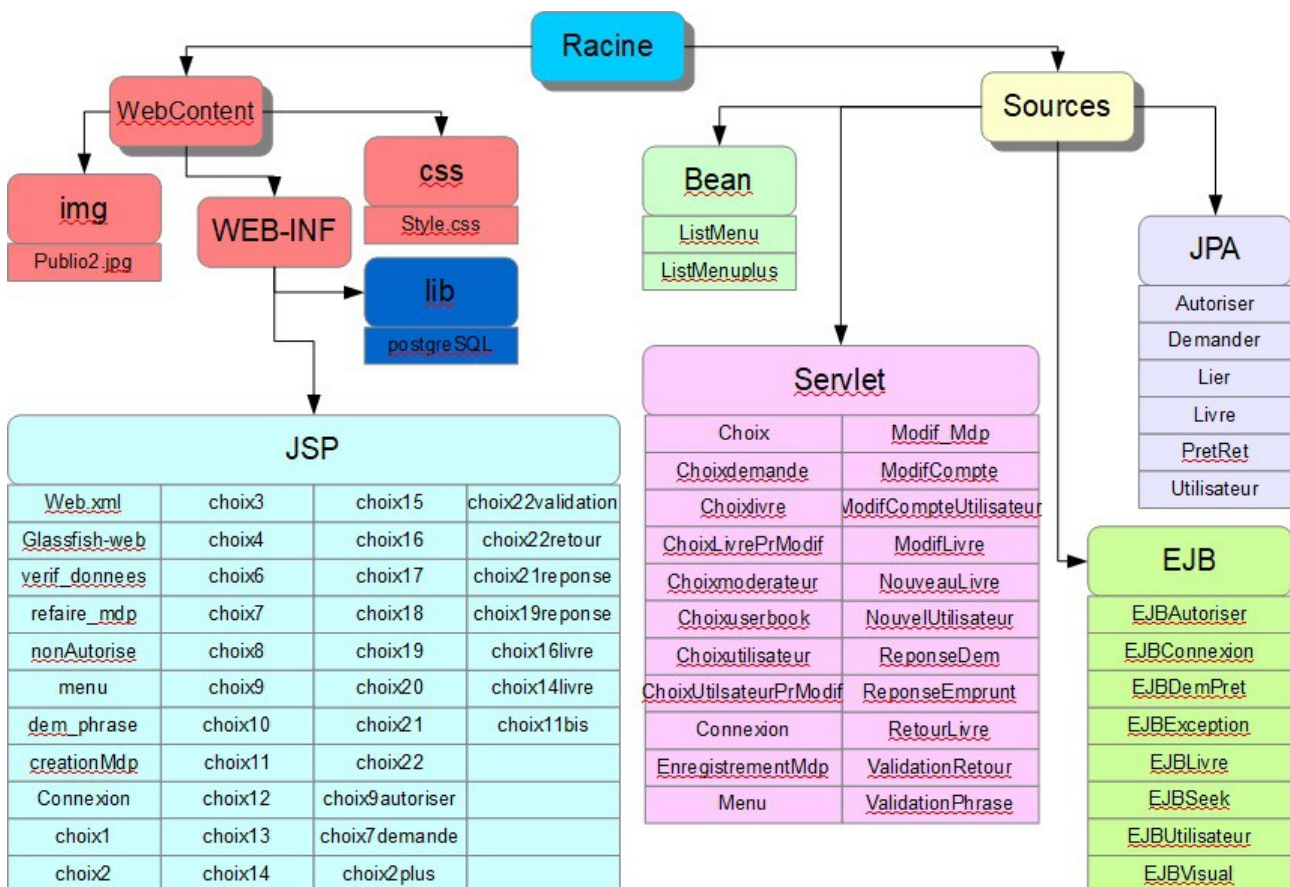 Racine
WebContent
Sources
img
Publio2.jpg
WEB-INF
css
Style.css
lib
postgreSQL
Bean
ListMenu
ListMenuplus
JPA
Autoriser
Demander
Lier
Livre
PretRet
Utilisateur
JSP
Web.xml choix3 choix15 choix22validation
Glassfish-web choix4 choix16 choix22retour
verif_donnees choix6 choix17 choix21reponse
refaire_mdp choix7 choix18 choix19reponse
nonAutorise choix8 choix19 choix16livre
menu choix9 choix20 choix14livre
dem_phrase choix10 choix21 choix11bis
creationMdp choix11 choix22
Connexion choix12 choix9autoriser
choix1 choix13 choix7demande
choix2 choix14 choix2plus
Servlet
Choix Modif_Mdp
Choixdemande ModifCompte
Choixlivre ModifCompteUtilisateur
ChoixLivrePrModif ModifLivre
Choixmoderateur NouveauLivre
Choixuserbook NouvelUtilisateur
Choixutilisateur ReponseDem
ChoixUtilsateurPrModif ReponseEmprunt
Connexion RetourLivre
EnregistrementMdp ValidationRetour
Menu ValidationPhrase
EJB
EJBAutoriser
EJBConnexion
EJBDemPret
EJBException
EJBLivre
EJBSeek
EJBUtilisateur
EJBVisual